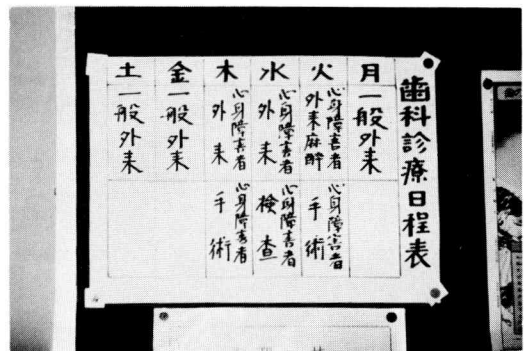 歯科診療日程表
月
一般外来
火
心身障害者
外来麻酔
心身障害者
手術
水
心身障害者
外来
心身障害者
検査
木
心身障害者
外来
心身障害者
手術
金
一般外来
土
一般外来